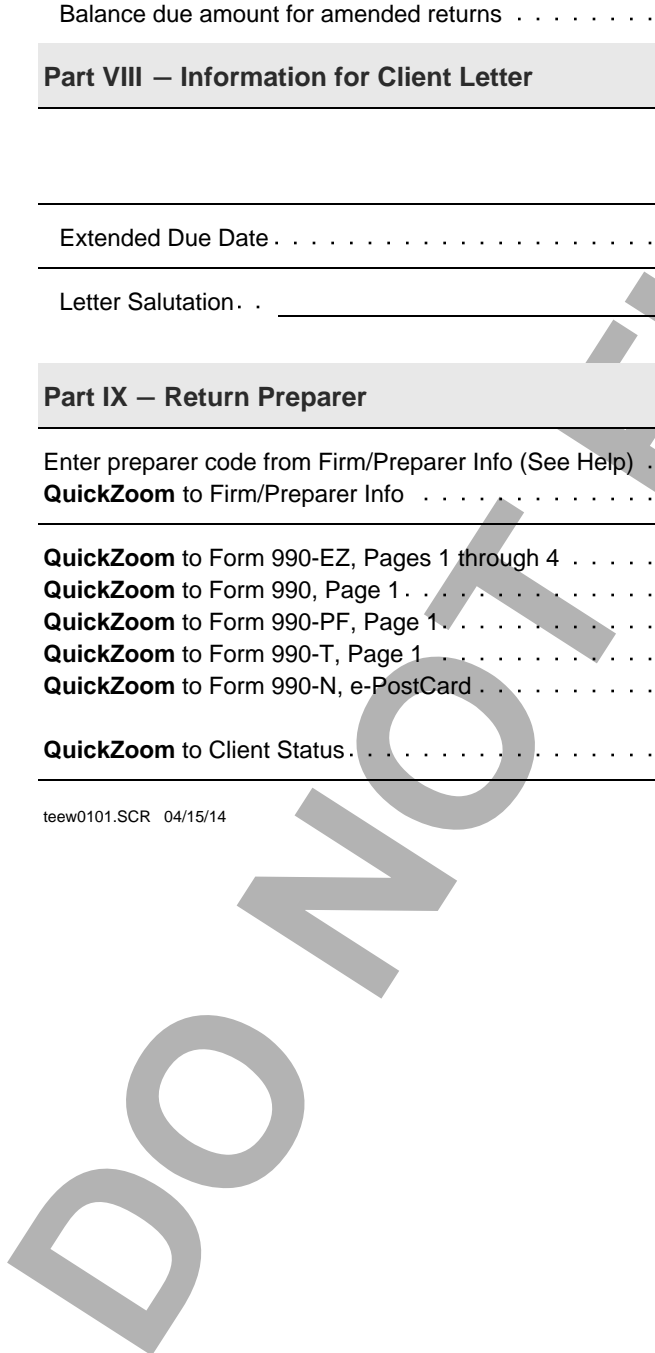 Balance due amount for amended returns . . . . . . . .
Part VIII – Information for Client Letter
Extended Due Date . . . . . . . . . . . . . . . . . . . . .
Letter Salutation . .
Part IX – Return Preparer
Enter preparer code from Firm/Preparer Info (See Help) .
QuickZoom to Firm/Preparer Info . . . . . . . . . . . . .
QuickZoom to Form 990-EZ, Pages 1 through 4 . . . . .
QuickZoom to Form 990, Page 1 . . . . . . . . . . . . . .
QuickZoom to Form 990-PF, Page 1 . . . . . . . . . . . .
QuickZoom to Form 990-T, Page 1 . . . . . . . . . . . .
QuickZoom to Form 990-N, e-PostCard . . . . . . . . . .
QuickZoom to Client Status . . . . . . . . . . . . . . . . .
teew0101.SCR 04/15/14
DO NOT